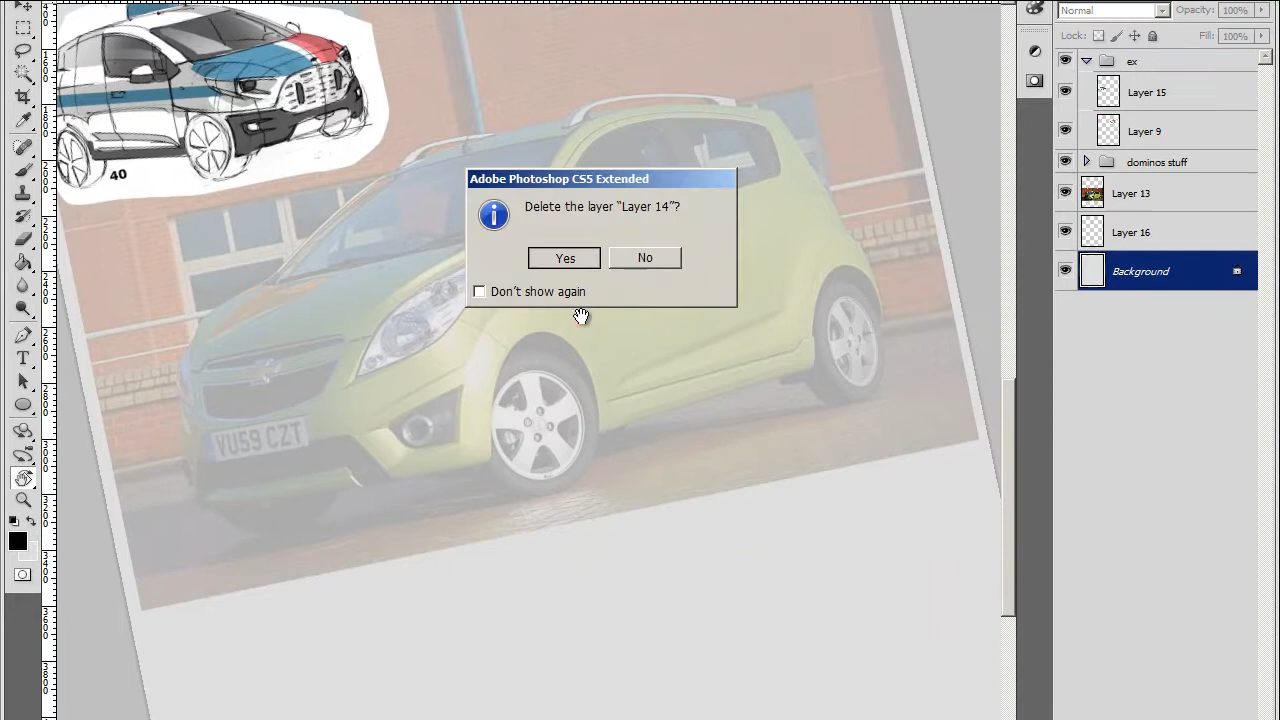 Normal
Opacity: 100%
Lock:
Fill: 100%
ex
Layer 15
Layer 9
dominos stuff
Layer 13
Layer 16
Background
Adobe Photoshop CS5 Extended
Delete the layer “Layer 14”?
Yes
No
Don't show again
40
VU59 CZT
T